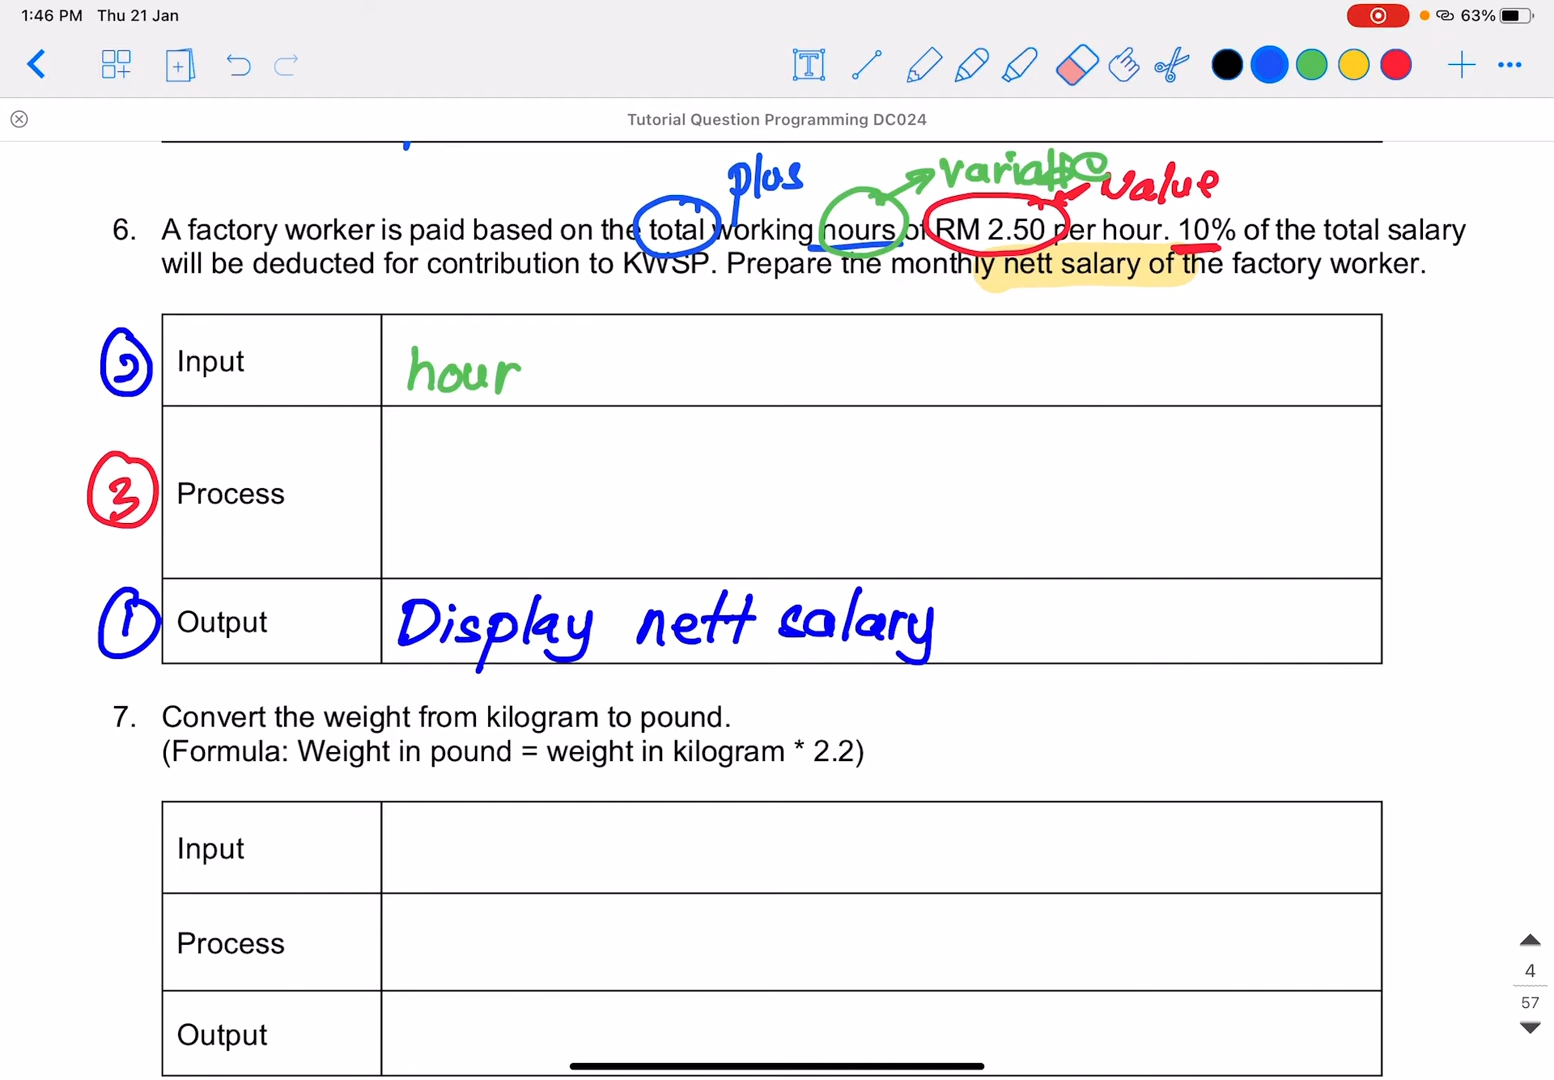 1:46 PM Thu 21 Jan
63%
T
Tutorial Question Programming DC024
plus
variable
value
6. A factory worker is paid based on the total working hours of RM 2.50 per hour. 10% of the total salary
will be deducted for contribution to KWSP. Prepare the monthly nett salary of the factory worker.
2 Input hour
3 Process
1 Output Display nett salary
7. Convert the weight from kilogram to pound.
(Formula: Weight in pound = weight in kilogram * 2.2)
Input
Process
Output
4
57